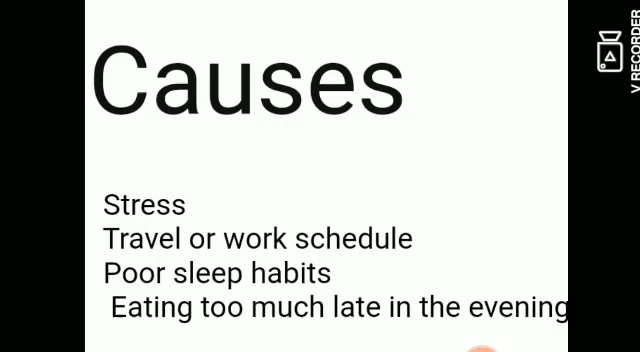 Causes
Stress
Travel or work schedule
Poor sleep habits
Eating too much late in the evening
V RECORDER